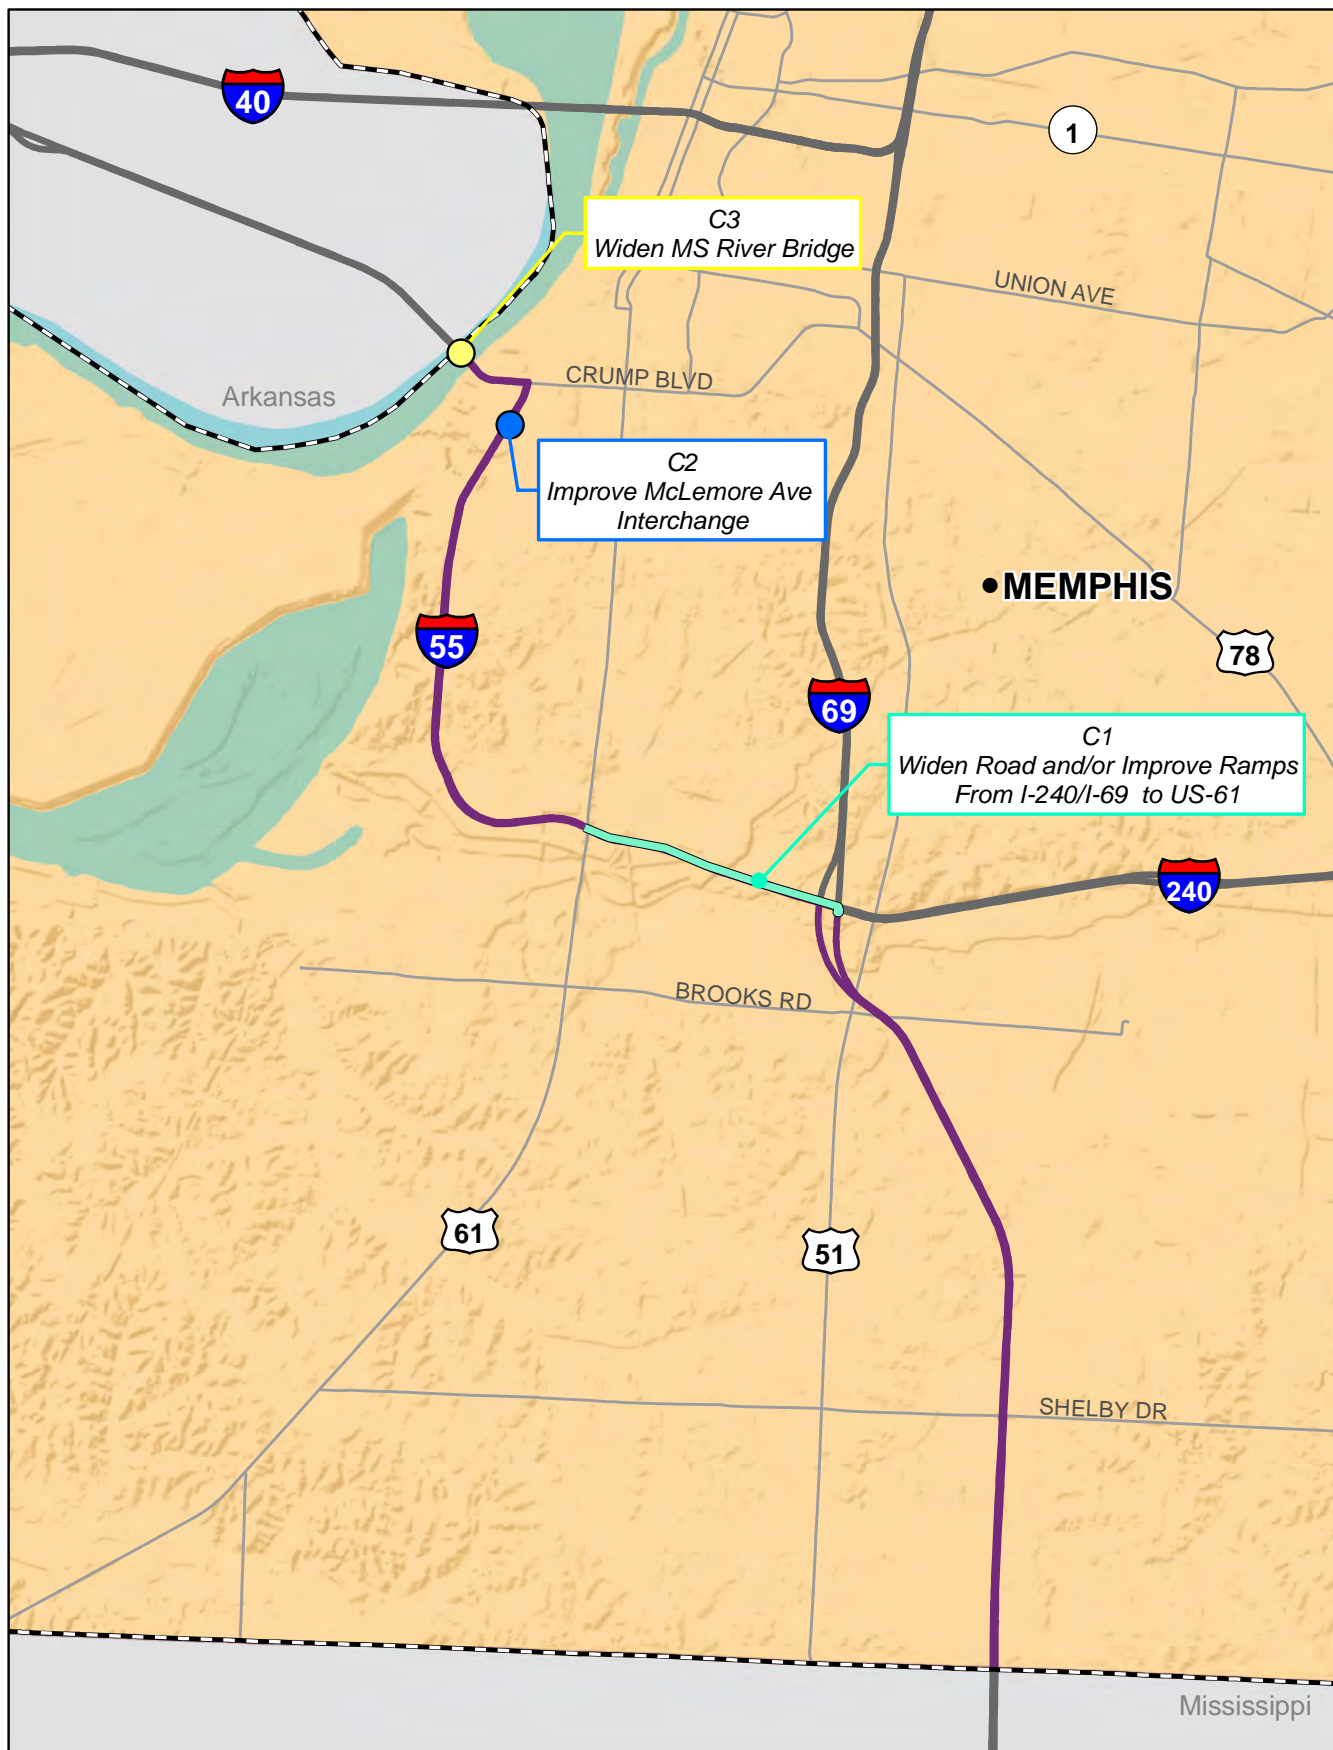 40
1
C3
Widen MS River Bridge
UNION AVE
CRUMP BLVD
Arkansas
C2
Improve McLemore Ave
Interchange
MEMPHIS
55
78
69
C1
Widen Road and/or Improve Ramps
From I-240/I-69 to US-61
240
BROOKS RD
61
51
SHELBY DR
Mississippi